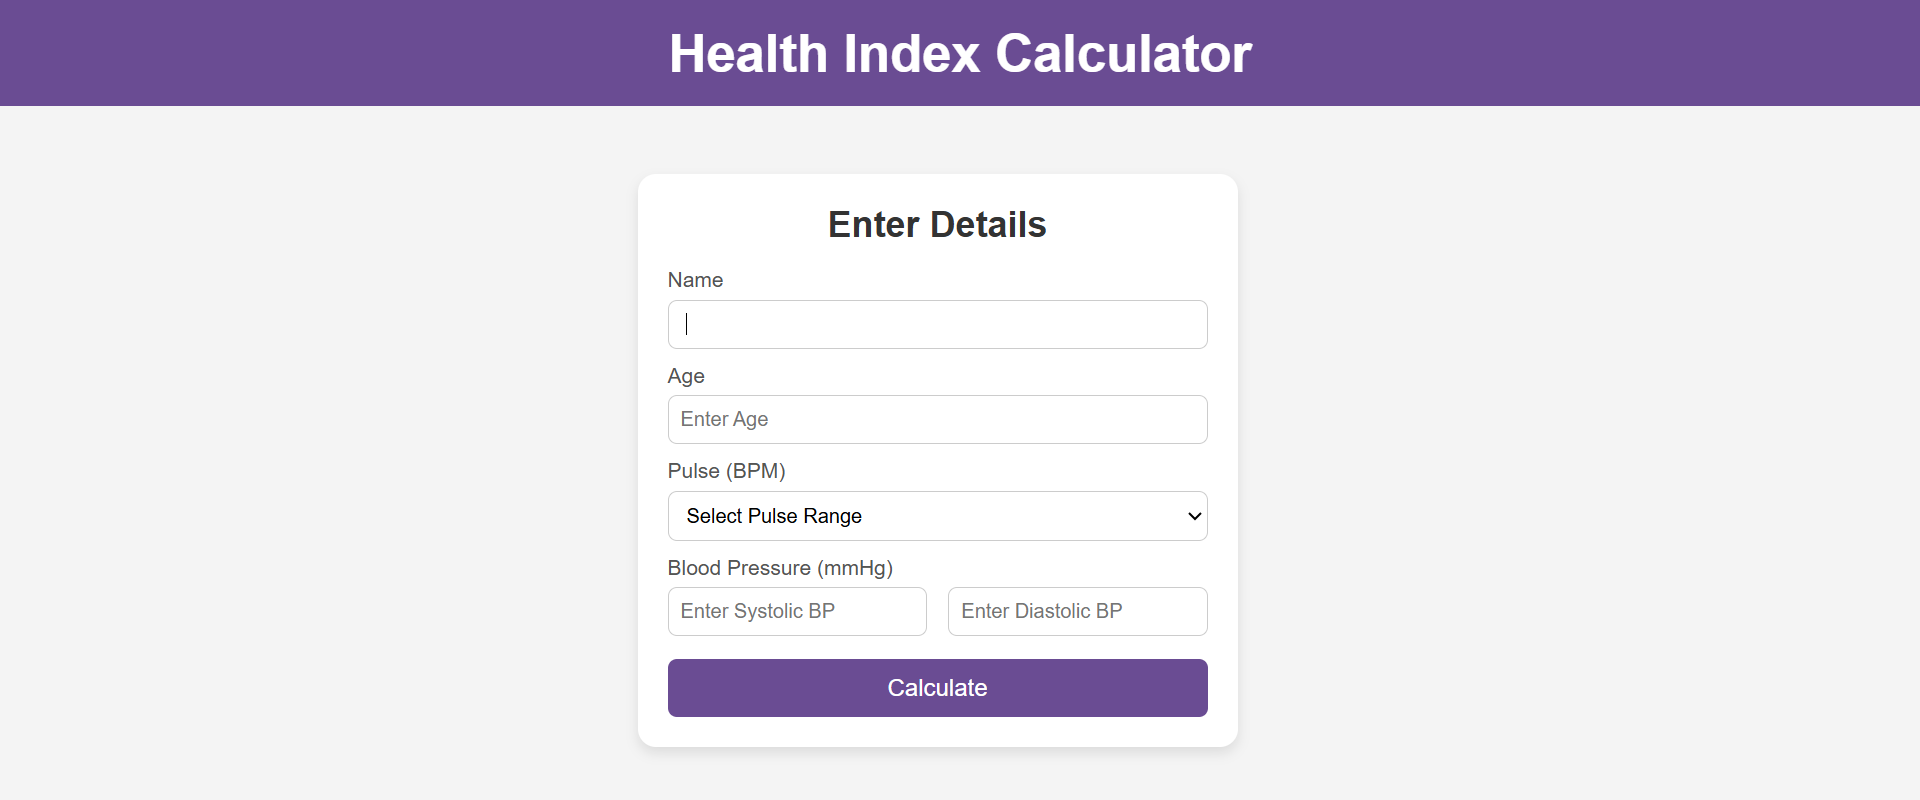 Health Index Calculator
Enter Details
Name
Age
Enter Age
Pulse (BPM)
Select Pulse Range
Blood Pressure (mmHg)
Enter Systolic BP Enter Diastolic BP
Calculate